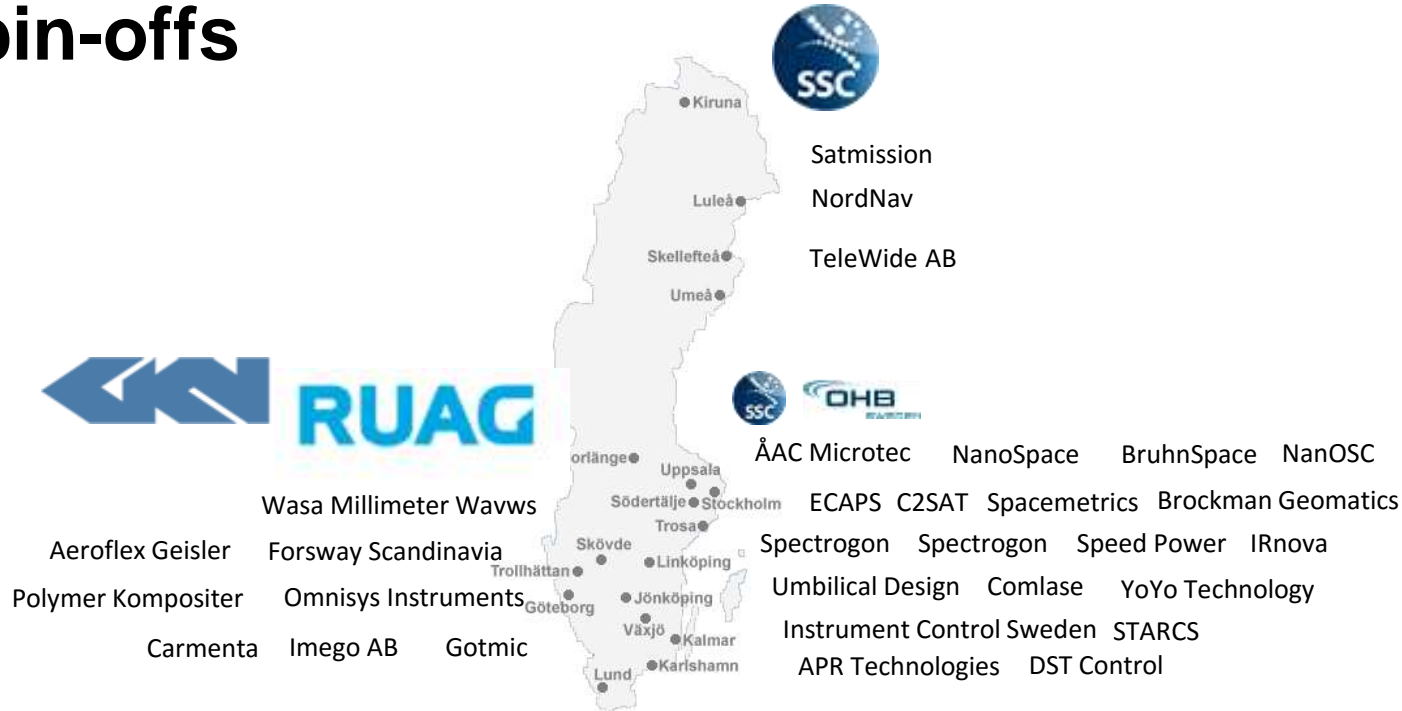 pin-offs
SSC
Kiruna
Satmission
Luleå
NordNav
Skellefteå
TeleWide AB
Umeå
GKN
RUAG
SSC
OHB
SWEDEN
orlänge
Uppsala
ÅAC Microtec NanoSpace BruhnSpace NanOSC
Wasa Millimeter Wavws
Södertälje Stockholm
ECAPS C2SAT Spacemetrics Brockman Geomatics
Trosa
Aeroflex Geisler Forsway Scandinavia
Skövde
Spectrogon Spectrogon Speed Power IRnova
Trollhättan Linköping
Polymer Kompositer Omnisys Instruments
Göteborg Jönköping
Umbilical Design Comlase YoYo Technology
Växjö Kalmar
Instrument Control Sweden STARCS
Carmenta Imego AB Gotmic
Karlshamn
APR Technologies DST Control
Lund